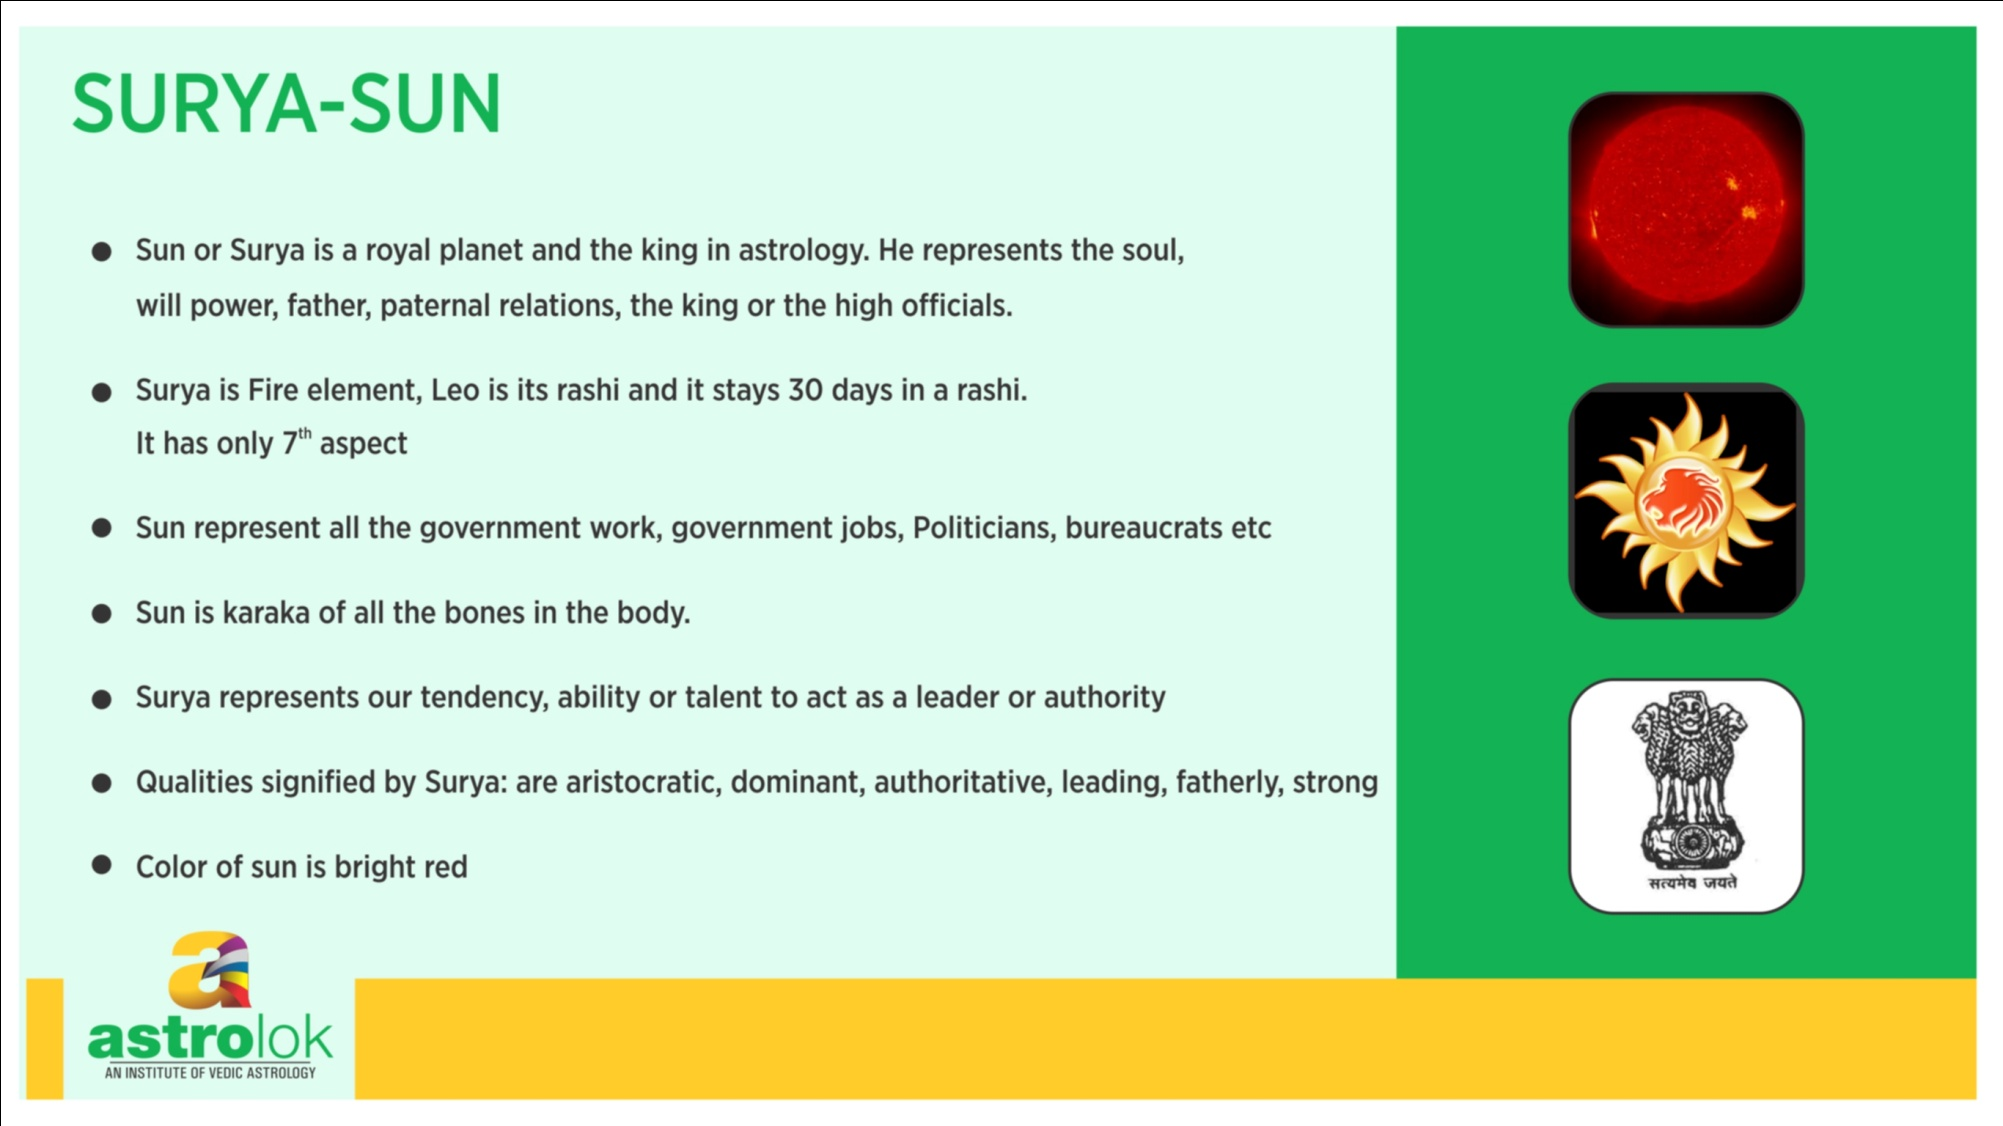 SURYA-SUN
● Sun or Surya is a royal planet and the king in astrology. He represents the soul,
will power, father, paternal relations, the king or the high officials.
● Surya is Fire element, Leo is its rashi and it stays 30 days in a rashi.
It has only 7th aspect
● Sun represent all the government work, government jobs, Politicians, bureaucrats etc
● Sun is karaka of all the bones in the body.
● Surya represents our tendency, ability or talent to act as a leader or authority
● Qualities signified by Surya: are aristocratic, dominant, authoritative, leading, fatherly, strong
● Color of sun is bright red
सत्यमेव जयते
a
astrolok
AN INSTITUTE OF VEDIC ASTROLOGY